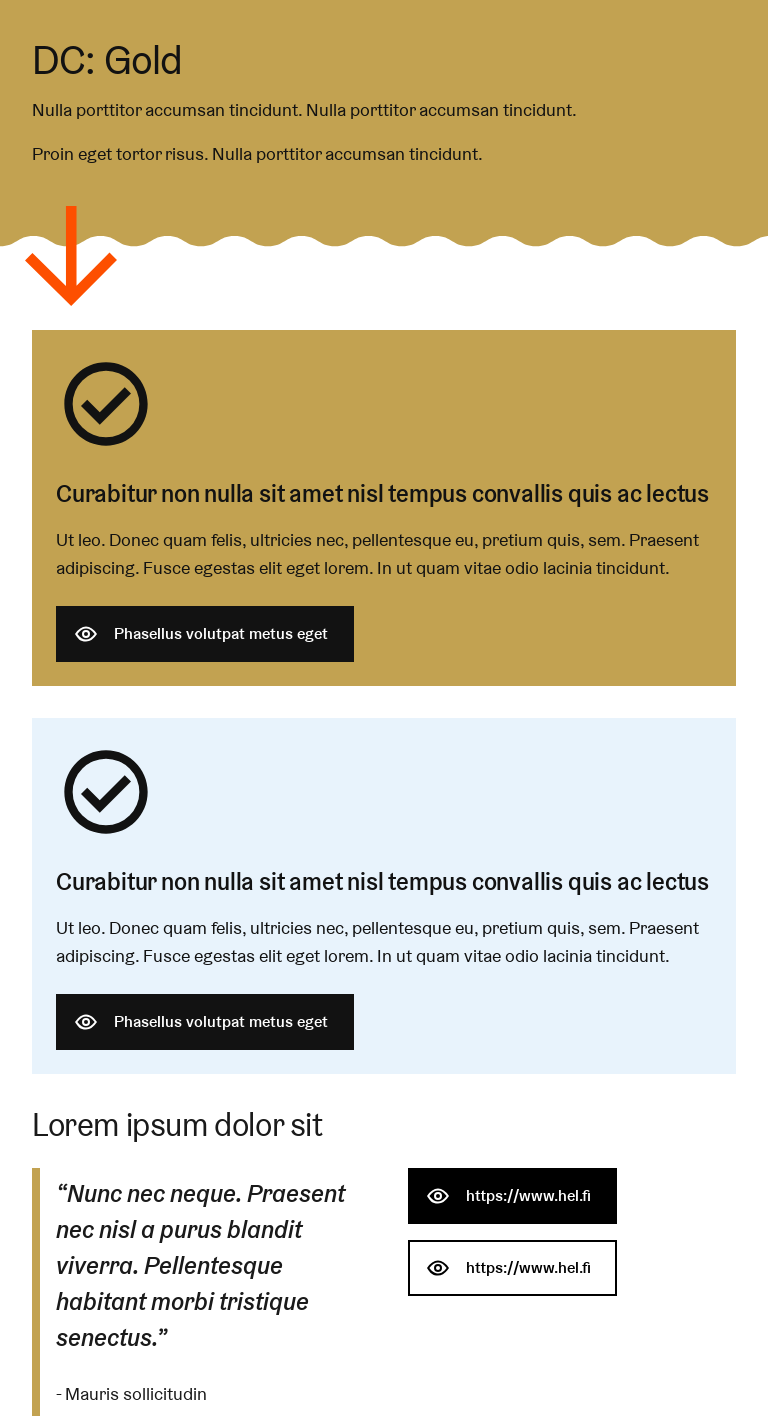 DC: Gold
Nulla porttitor accumsan tincidunt. Nulla porttitor accumsan tincidunt.
Proin eget tortor risus. Nulla porttitor accumsan tincidunt.
Curabitur non nulla sit amet nisl tempus convallis quis ac lectus
Ut leo. Donec quam felis, ultricies nec, pellentesque eu, pretium quis, sem. Praesent
adipiscing. Fusce egestas elit eget lorem. In ut quam vitae odio lacinia tincidunt.
Phasellus volutpat metus eget
Curabitur non nulla sit amet nisl tempus convallis quis ac lectus
Ut leo. Donec quam felis, ultricies nec, pellentesque eu, pretium quis, sem. Praesent
adipiscing. Fusce egestas elit eget lorem. In ut quam vitae odio lacinia tincidunt.
Phasellus volutpat metus eget
Lorem ipsum dolor sit
“Nunc nec neque. Praesent
nec nisl a purus blandit
viverra. Pellentesque
habitant morbi tristique
senectus.”
- Mauris sollicitudin
https://www.hel.fi
https://www.hel.fi